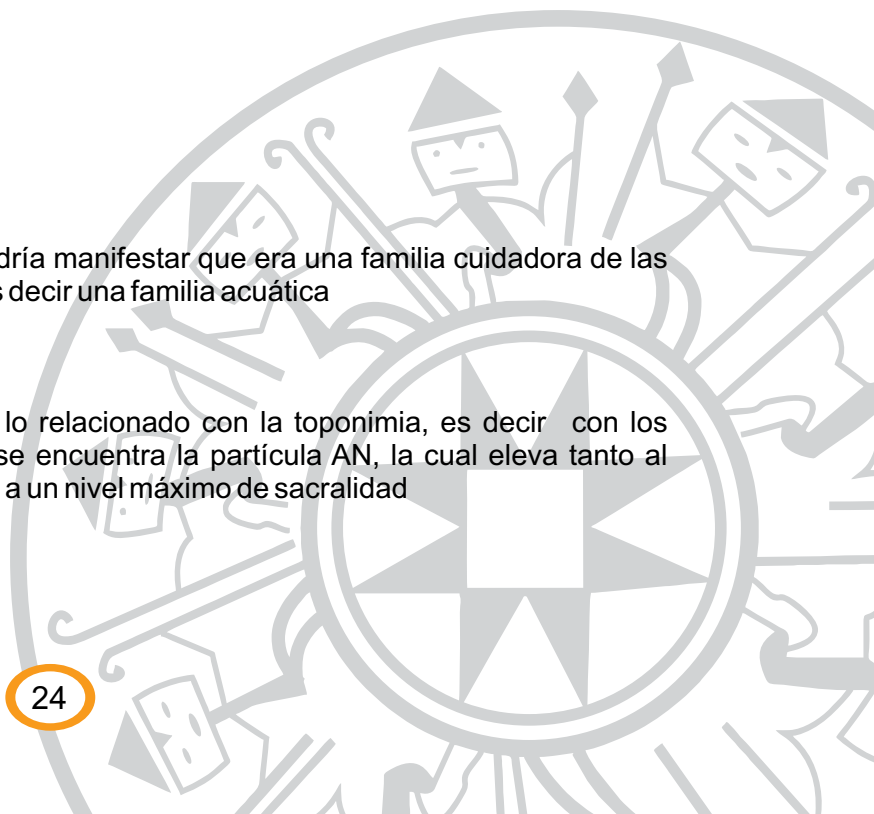 dría manifestar que era una familia cuidadora de las
s decir una familia acuática
lo relacionado con la toponimia, es decir con los
se encuentra la partícula AN, la cual eleva tanto al
a un nivel máximo de sacralidad
24